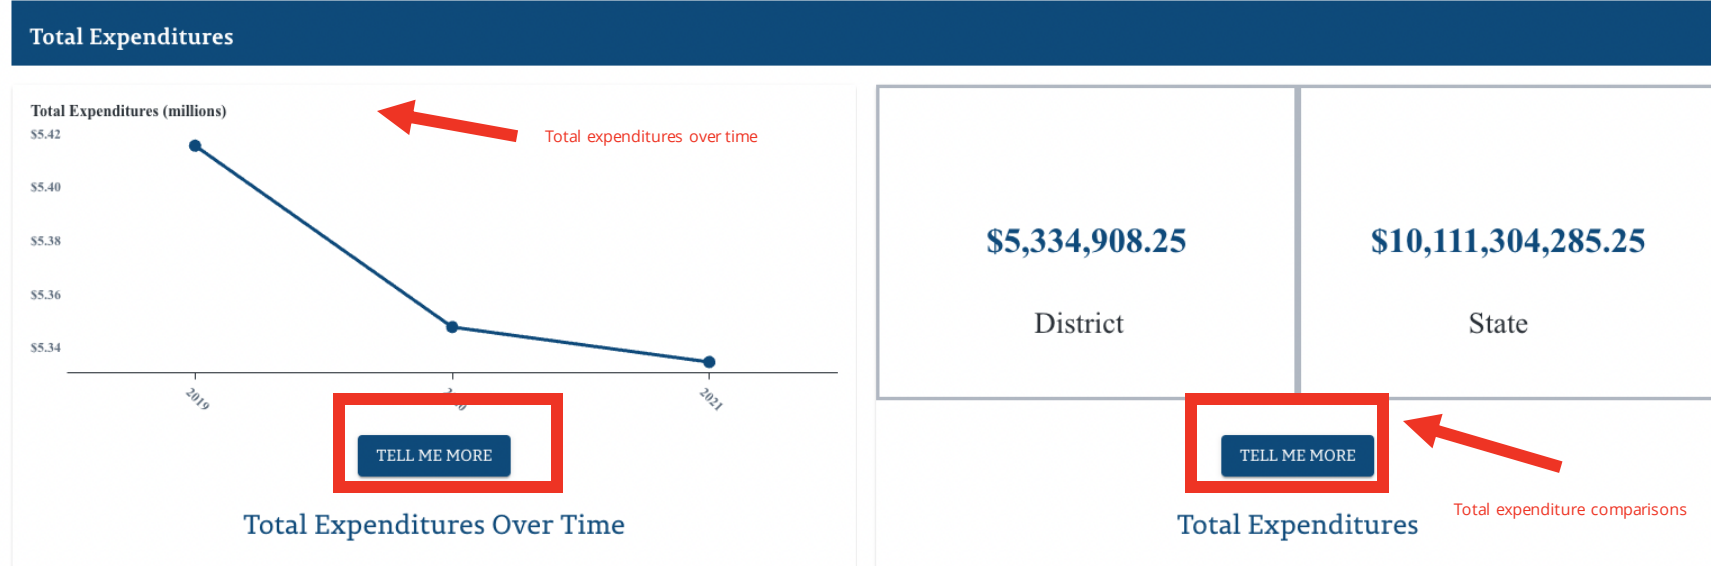 Total Expenditures
Total Expenditures (millions)
Total expenditures over time
$5.42
$5.40
$5.38
$5.36
$5.34
2019
2021
TELL ME MORE
Total Expenditures Over Time
$5,334,908.25
District
$10,111,304,285.25
State
TELL ME MORE
Total Expenditures
Total expenditure comparisons